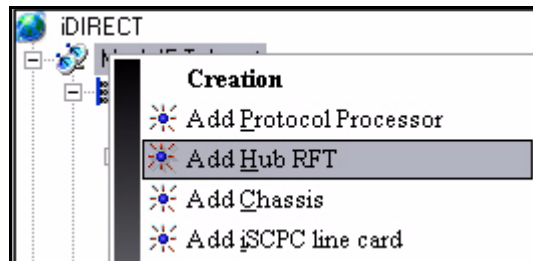 iDIRECT
Creation
Add Protocol Processor
Add Hub RFT
Add Chassis
Add iSCPC line card